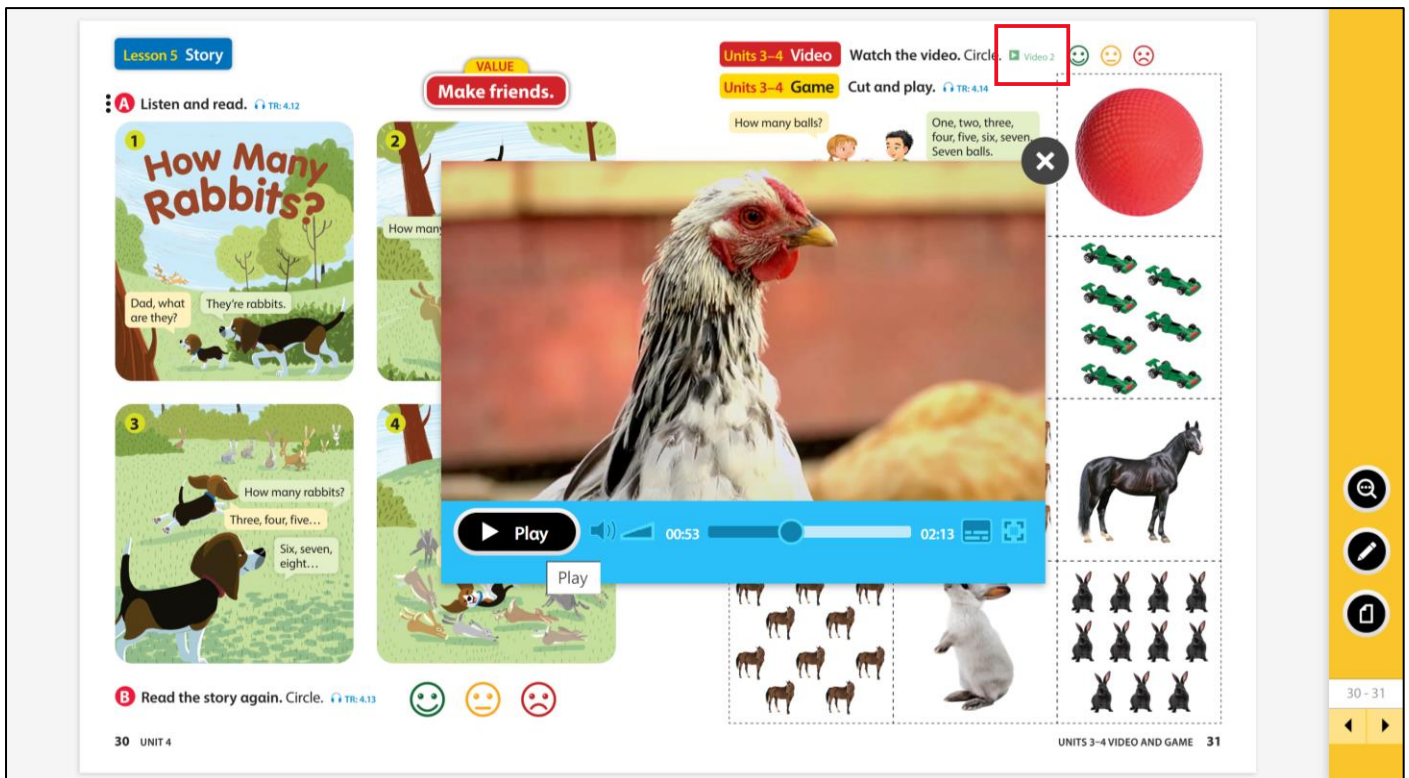 Lesson 5 Story
VALUE
Make friends.
A Listen and read. TR: 4.12
1
How Many
Rabbits?
Dad, what
are they?
They're rabbits.
2
How many
3
How many rabbits?
Three, four, five…
Six, seven,
eight…
4
B Read the story again. Circle. TR: 4.13
30 UNIT 4
Units 3–4 Video Watch the video. Circle. Video 2
Units 3–4 Game Cut and play. TR: 4.14
How many balls?
One, two, three,
four, five, six, seven.
Seven balls.
Play
00:53
02:13
Play
UNITS 3–4 VIDEO AND GAME 31
30 - 31